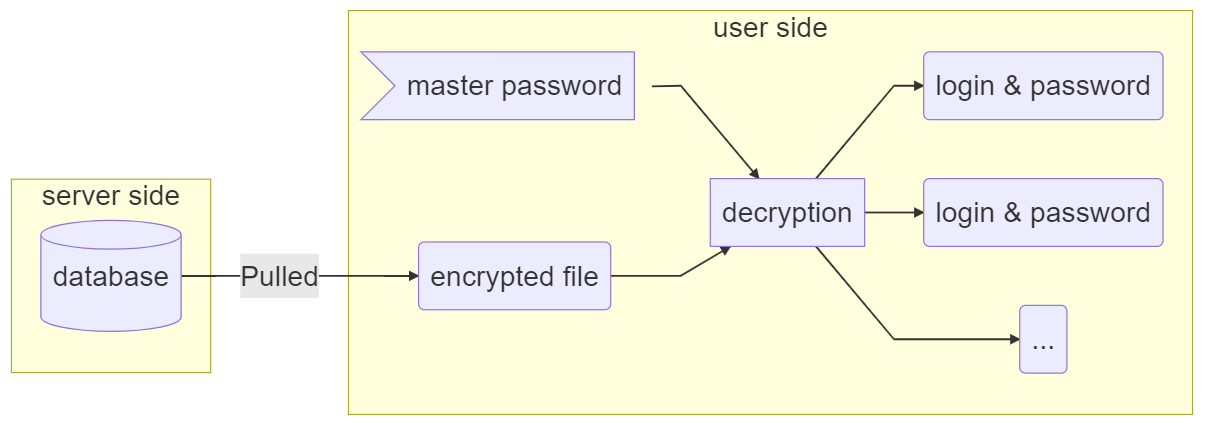 user side
master password
login & password
server side
decryption
login & password
database
Pulled
encrypted file
...